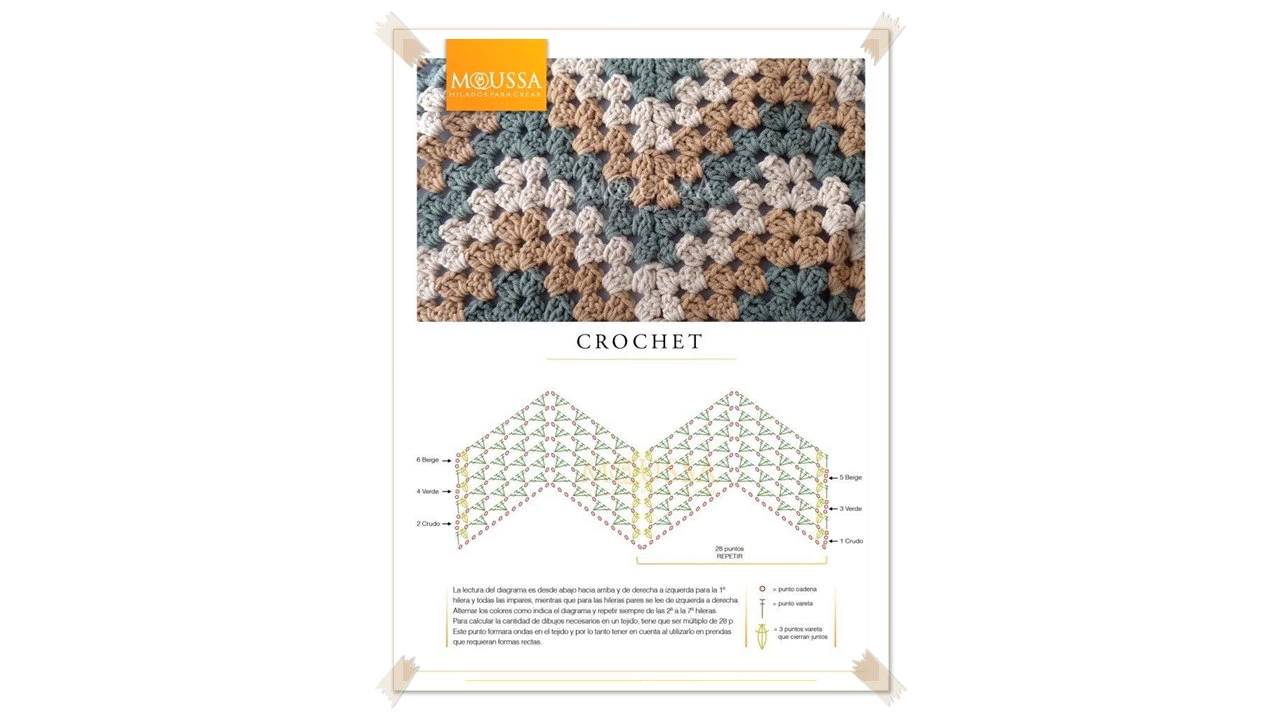 MOUSSA
HILADOS PARA CREAR
CROCHET
6 Beige
4 Verde
2 Crudo
5 Beige
3 Verde
1 Crudo
28 puntos
REPETIR
La lectura del diagrama es desde abajo hacia arriba y de derecha a izquierda para la 1º
hilera y todas las impares, mientras que para las hileras pares se lee de izquierda a derecha.
Alternar los colores como indica el diagrama y repetir siempre de las 2º a la 7º hileras.
Para calcular la cantidad de dibujos necesarios en un tejido, tiene que ser múltiplo de 28 p.
Este punto formara ondas en el tejido y por lo tanto tener en cuenta al utilizarlo en prendas
que requieran formas rectas.
= punto cadena
= punto vareta
= 3 puntos vareta
que cierran juntos